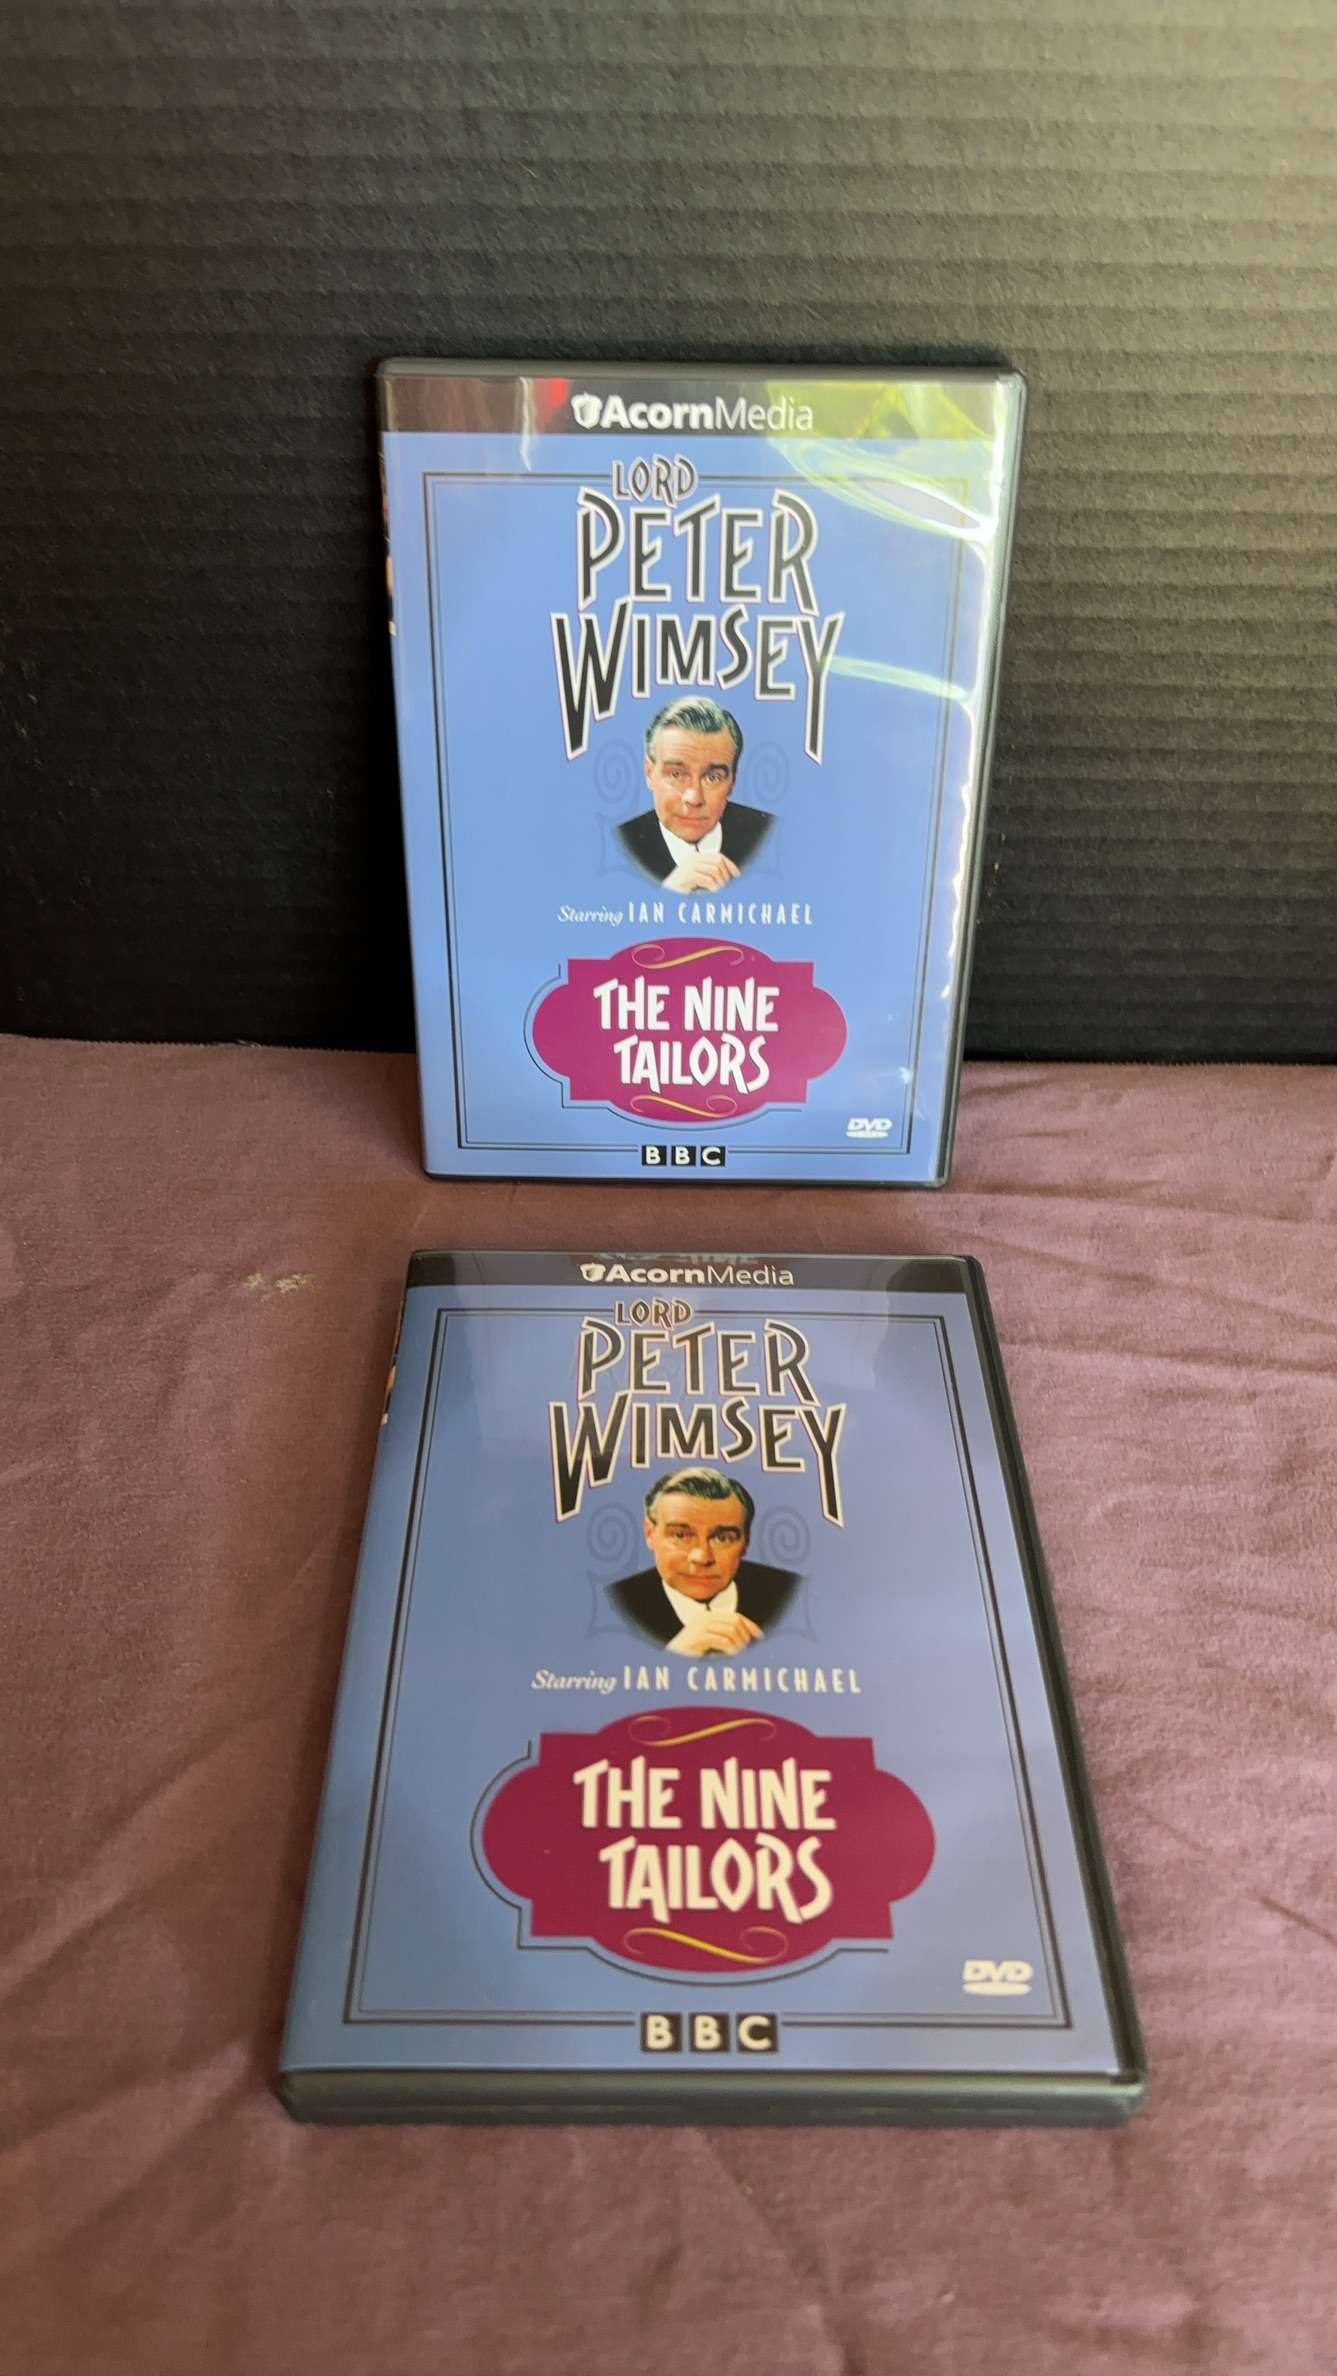 AcornMedia
LORD
PETER
WIMSEY
Starring IAN CARMICHAEL
THE NINE
TAILORS
DVD
BBC
AcornMedia
LORD
PETER
WIMSEY
Starring IAN CARMICHAEL
THE NINE
TAILORS
DVD
BBC